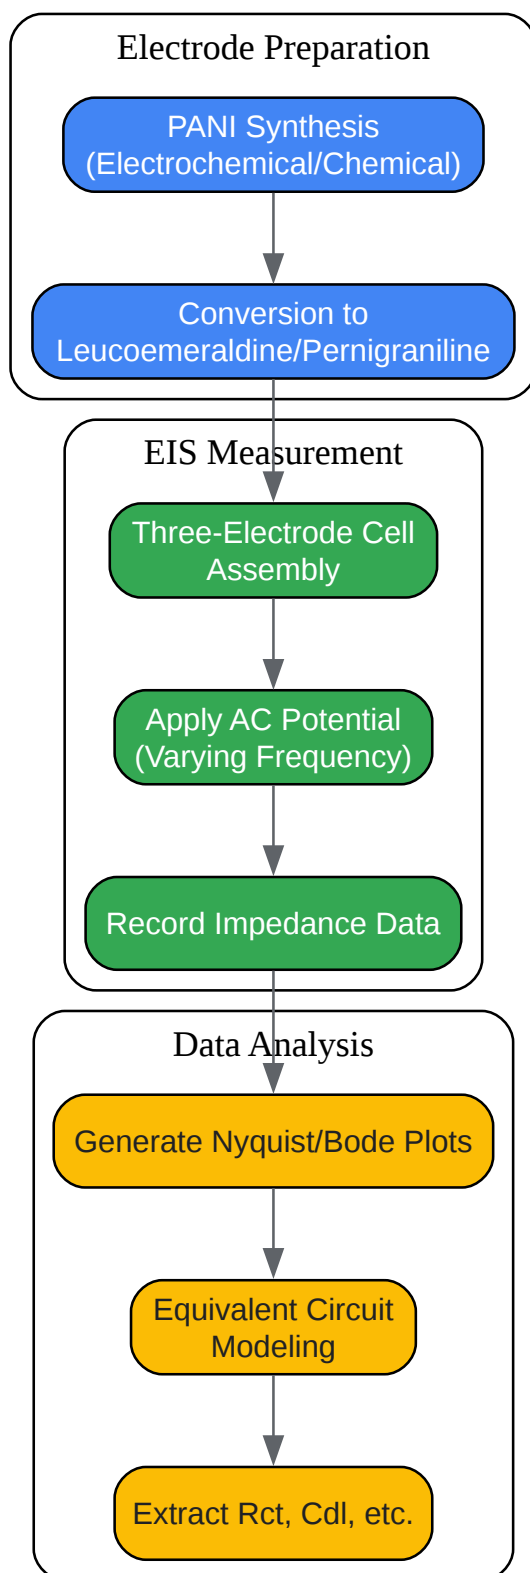 Electrode Preparation
PANI Synthesis
(Electrochemical/Chemical)
Conversion to
Leucoemeraldine/Pernigraniline
EIS Measurement
Three-Electrode Cell
Assembly
Apply AC Potential
(Varying Frequency)
Record Impedance Data
Data Analysis
Generate Nyquist/Bode Plots
Equivalent Circuit
Modeling
Extract Rct, Cdl, etc.